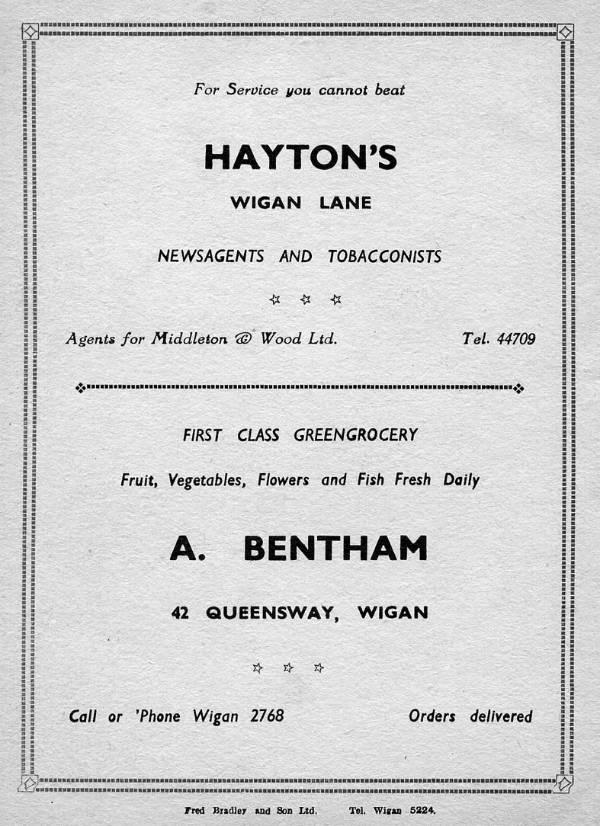 For Service you cannot beat
HAYTON'S
WIGAN LANE
NEWSAGENTS AND TOBACCONISTS
Agents for Middleton & Wood Ltd. Tel. 44709
FIRST CLASS GREENGROCERY
Fruit, Vegetables, Flowers and Fish Fresh Daily
A. BENTHAM
42 QUEENSWAY, WIGAN
Call or 'Phone Wigan 2768 Orders delivered
Fred Bradley and Son Ltd. Tel. Wigan 5224.